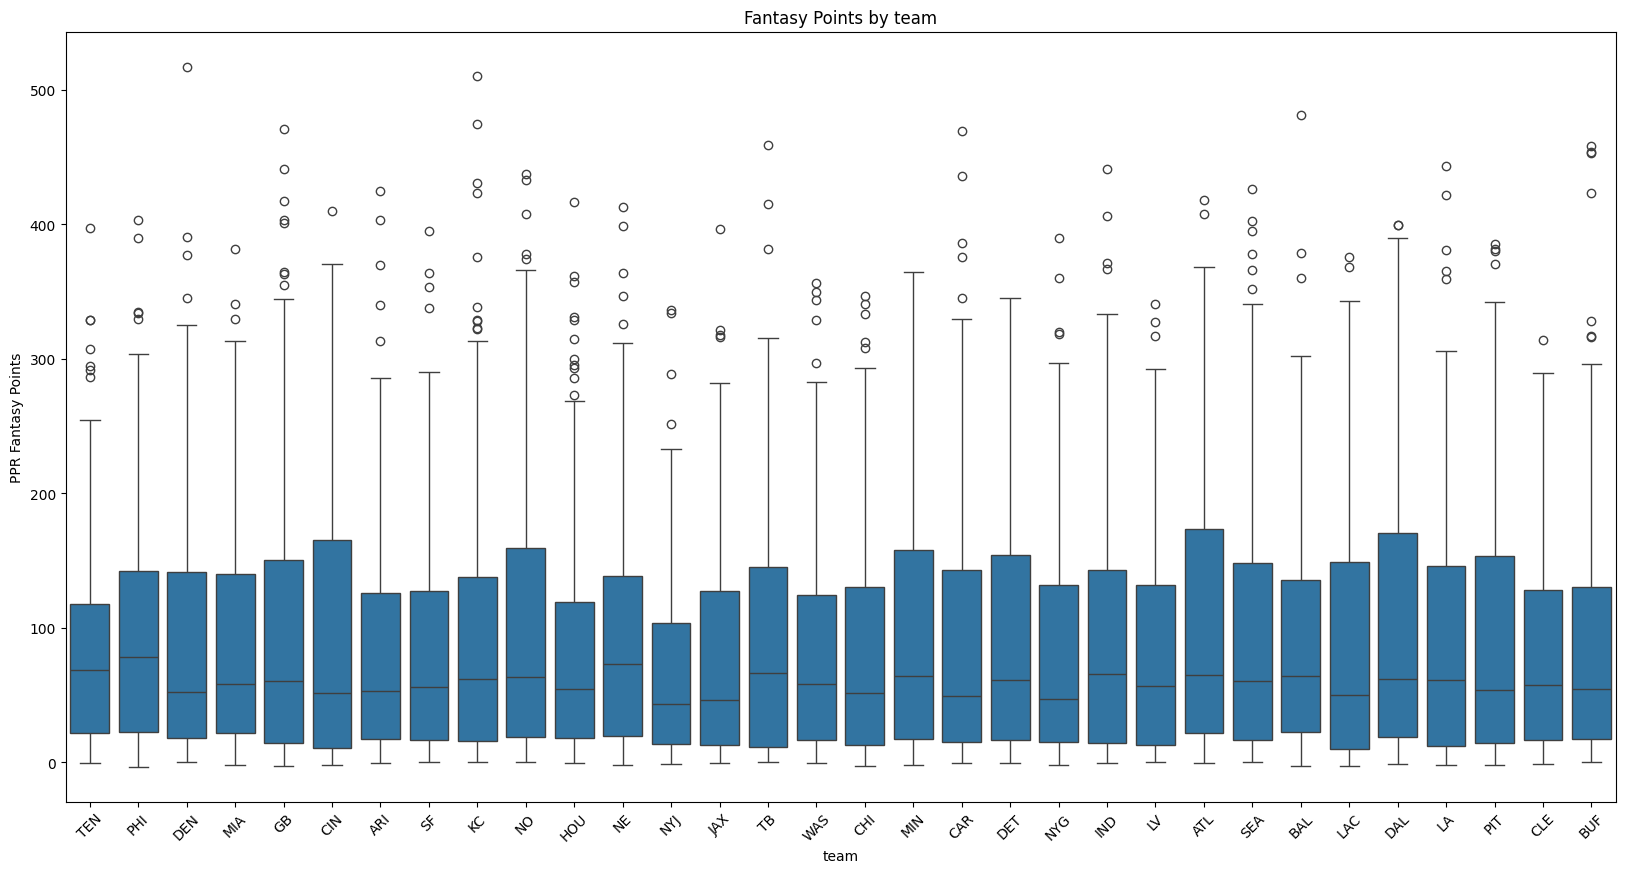 Fantasy Points by team
PPR Fantasy Points
500
400
300
200
100
0
TEN PHI DEN MIA GB CIN ARI SF KC NO HOU NE NYJ JAX TB WAS CHI MIN CAR DET NYG IND LV ATL SEA BAL LAC DAL LA PIT CLE BUF
team